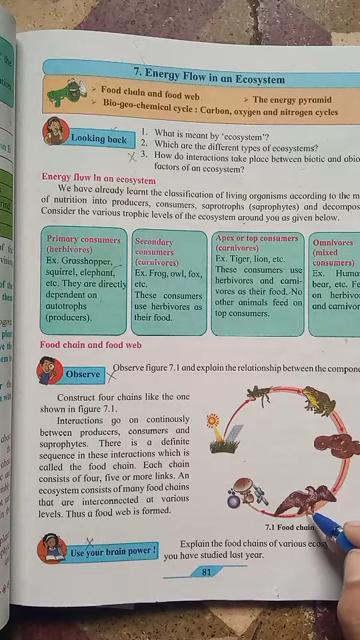 7. Energy Flow in an Ecosystem
Food chain and food web
The energy pyramid
Bio-geo-chemical cycle : Carbon, oxygen and nitrogen cycles
Looking back
1. What is meant by 'ecosystem'?
2. Which are the different types of ecosystems?
3. How do interactions take place between biotic and
factors of an ecosystem?
Energy flow in an ecosystem
We have already learnt the classification of living organisms according to the
of nutrition into producers, consumers, saprotrophs (saprophytes) and
Consider the various trophic levels of the ecosystem around you as given below.
Primary consumers
(herbivores)
Ex. Grasshopper,
squirrel, elephant,
etc. They are directly
dependent on
autotrophs
(producers).
Secondary
consumers
(carnivores)
Ex. Frog, owl, fox,
etc.
These consumers
use herbivores as
their food.
Apex or top consumers
(carnivores)
Ex. Tiger, lion, etc.
These consumers use
herbivores and carni-
vores as their food. No
other animals feed on
top consumers.
Omnivores
(mixed
consumers)
Ex.
bear, etc.
on
and
Food chain and food web
Observe
Observe figure 7.1 and explain the relationship between the
Construct four chains like the one
shown in figure 7.1.
Interactions go on continously
between producers, consumers and
saprophytes. There is a definite
sequence in these interactions which is
called the food chain. Each chain
consists of four, five or more links. An
ecosystem consists of many food chains
that are interconnected at various
levels. Thus a food web is formed.
7.1 Food chain
Use your brain power !
Explain the food chains of various
you have studied last year.
81